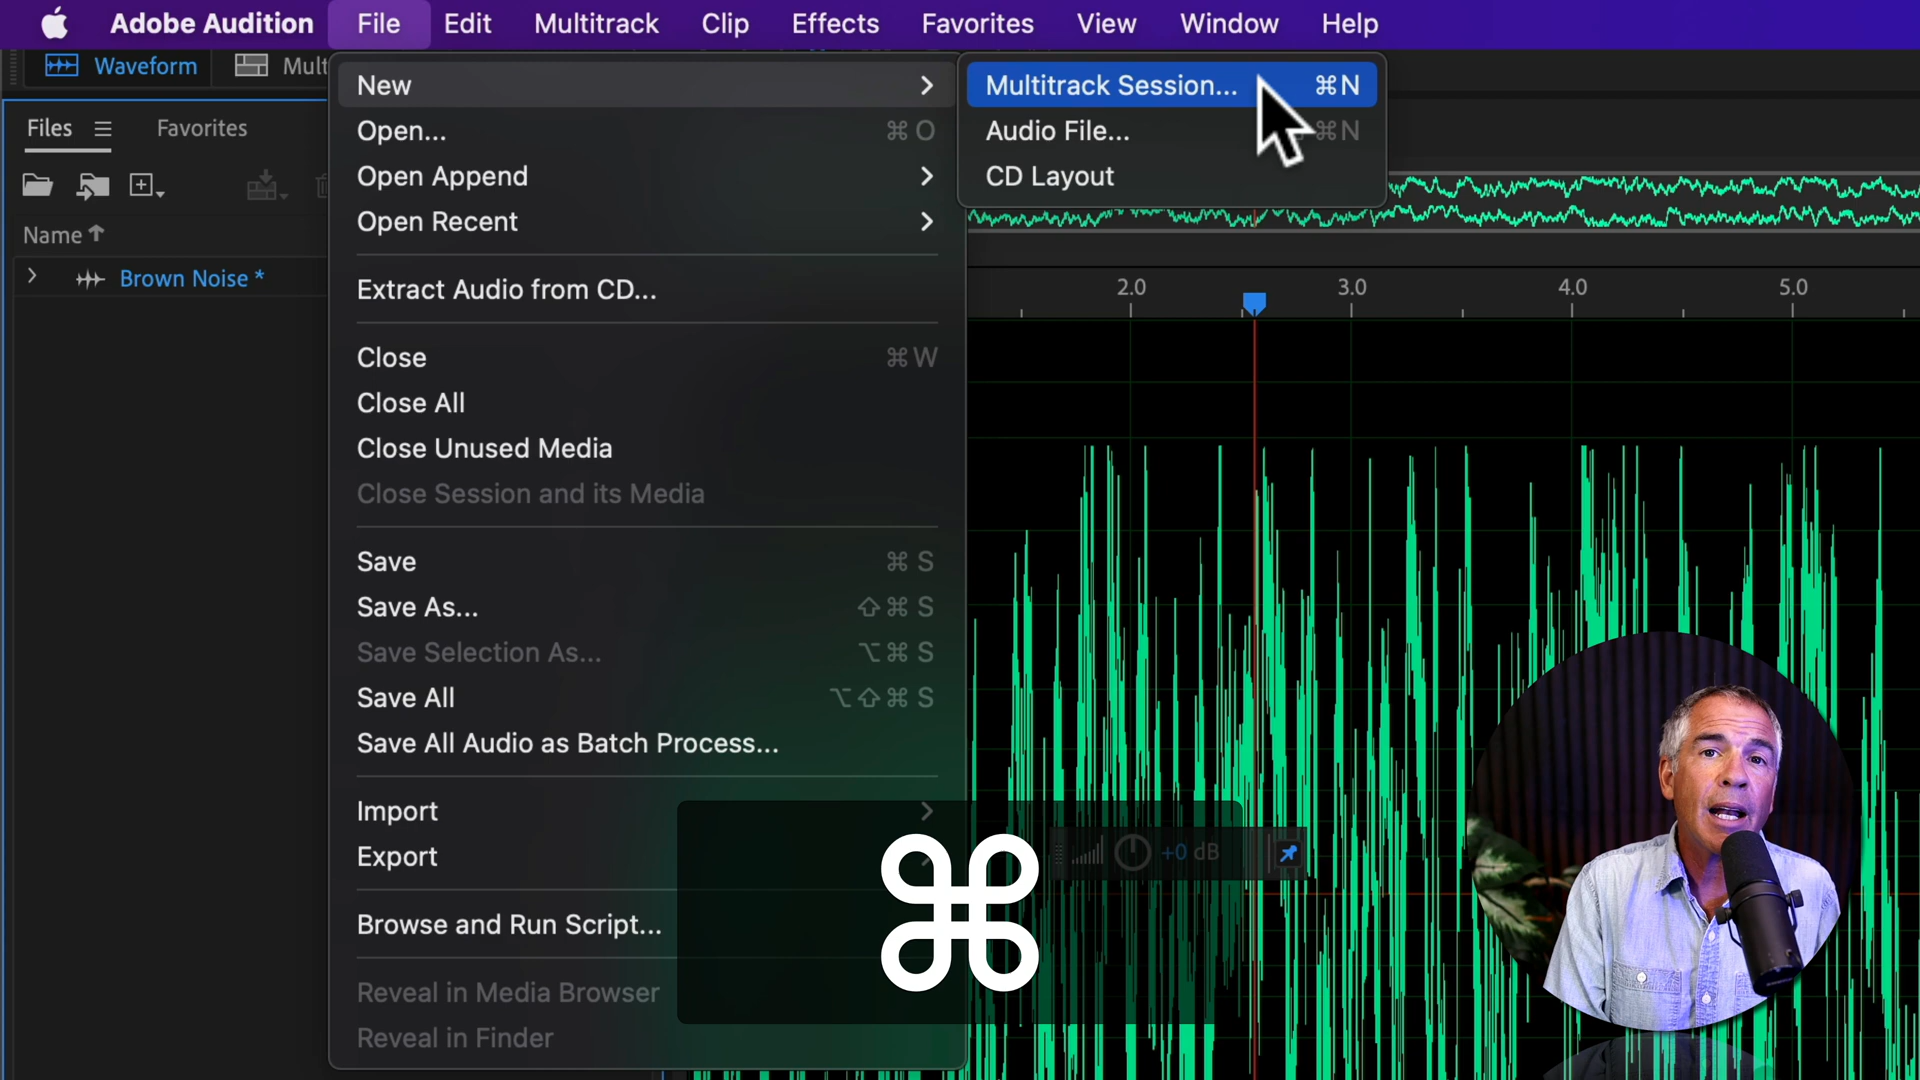 Adobe Audition File Edit Multitrack Clip Effects Favorites View Window Help
Waveform Mult
New
Multitrack Session... ⌘N
Open... ⌘ O
Audio File... ⌘N
Open Append
CD Layout
Open Recent
Files Favorites
Name ↑
Brown Noise *
Extract Audio from CD...
Close ⌘ W
Close All
Close Unused Media
Close Session and its Media
Save ⌘ S
Save As... ⇧⌘ S
Save Selection As... ⌥⌘ S
Save All ⌥⇧⌘ S
Save All Audio as Batch Process...
Import
Export
Browse and Run Script...
Reveal in Media Browser
Reveal in Finder
2.0 3.0 4.0 5.0
+0 dB
⌘